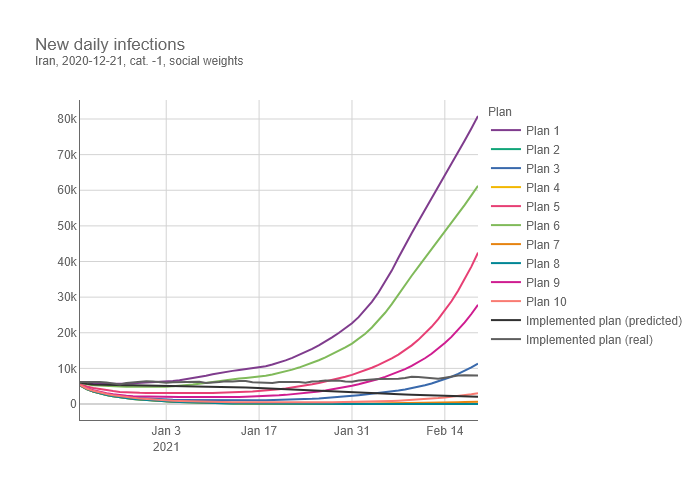 New daily infections
Iran, 2020-12-21, cat. -1, social weights
80k
70k
60k
50k
40k
30k
20k
10k
0
Jan 3
2021
Jan 17
Jan 31
Feb 14
Plan
Plan 1
Plan 2
Plan 3
Plan 4
Plan 5
Plan 6
Plan 7
Plan 8
Plan 9
Plan 10
Implemented plan (predicted)
Implemented plan (real)